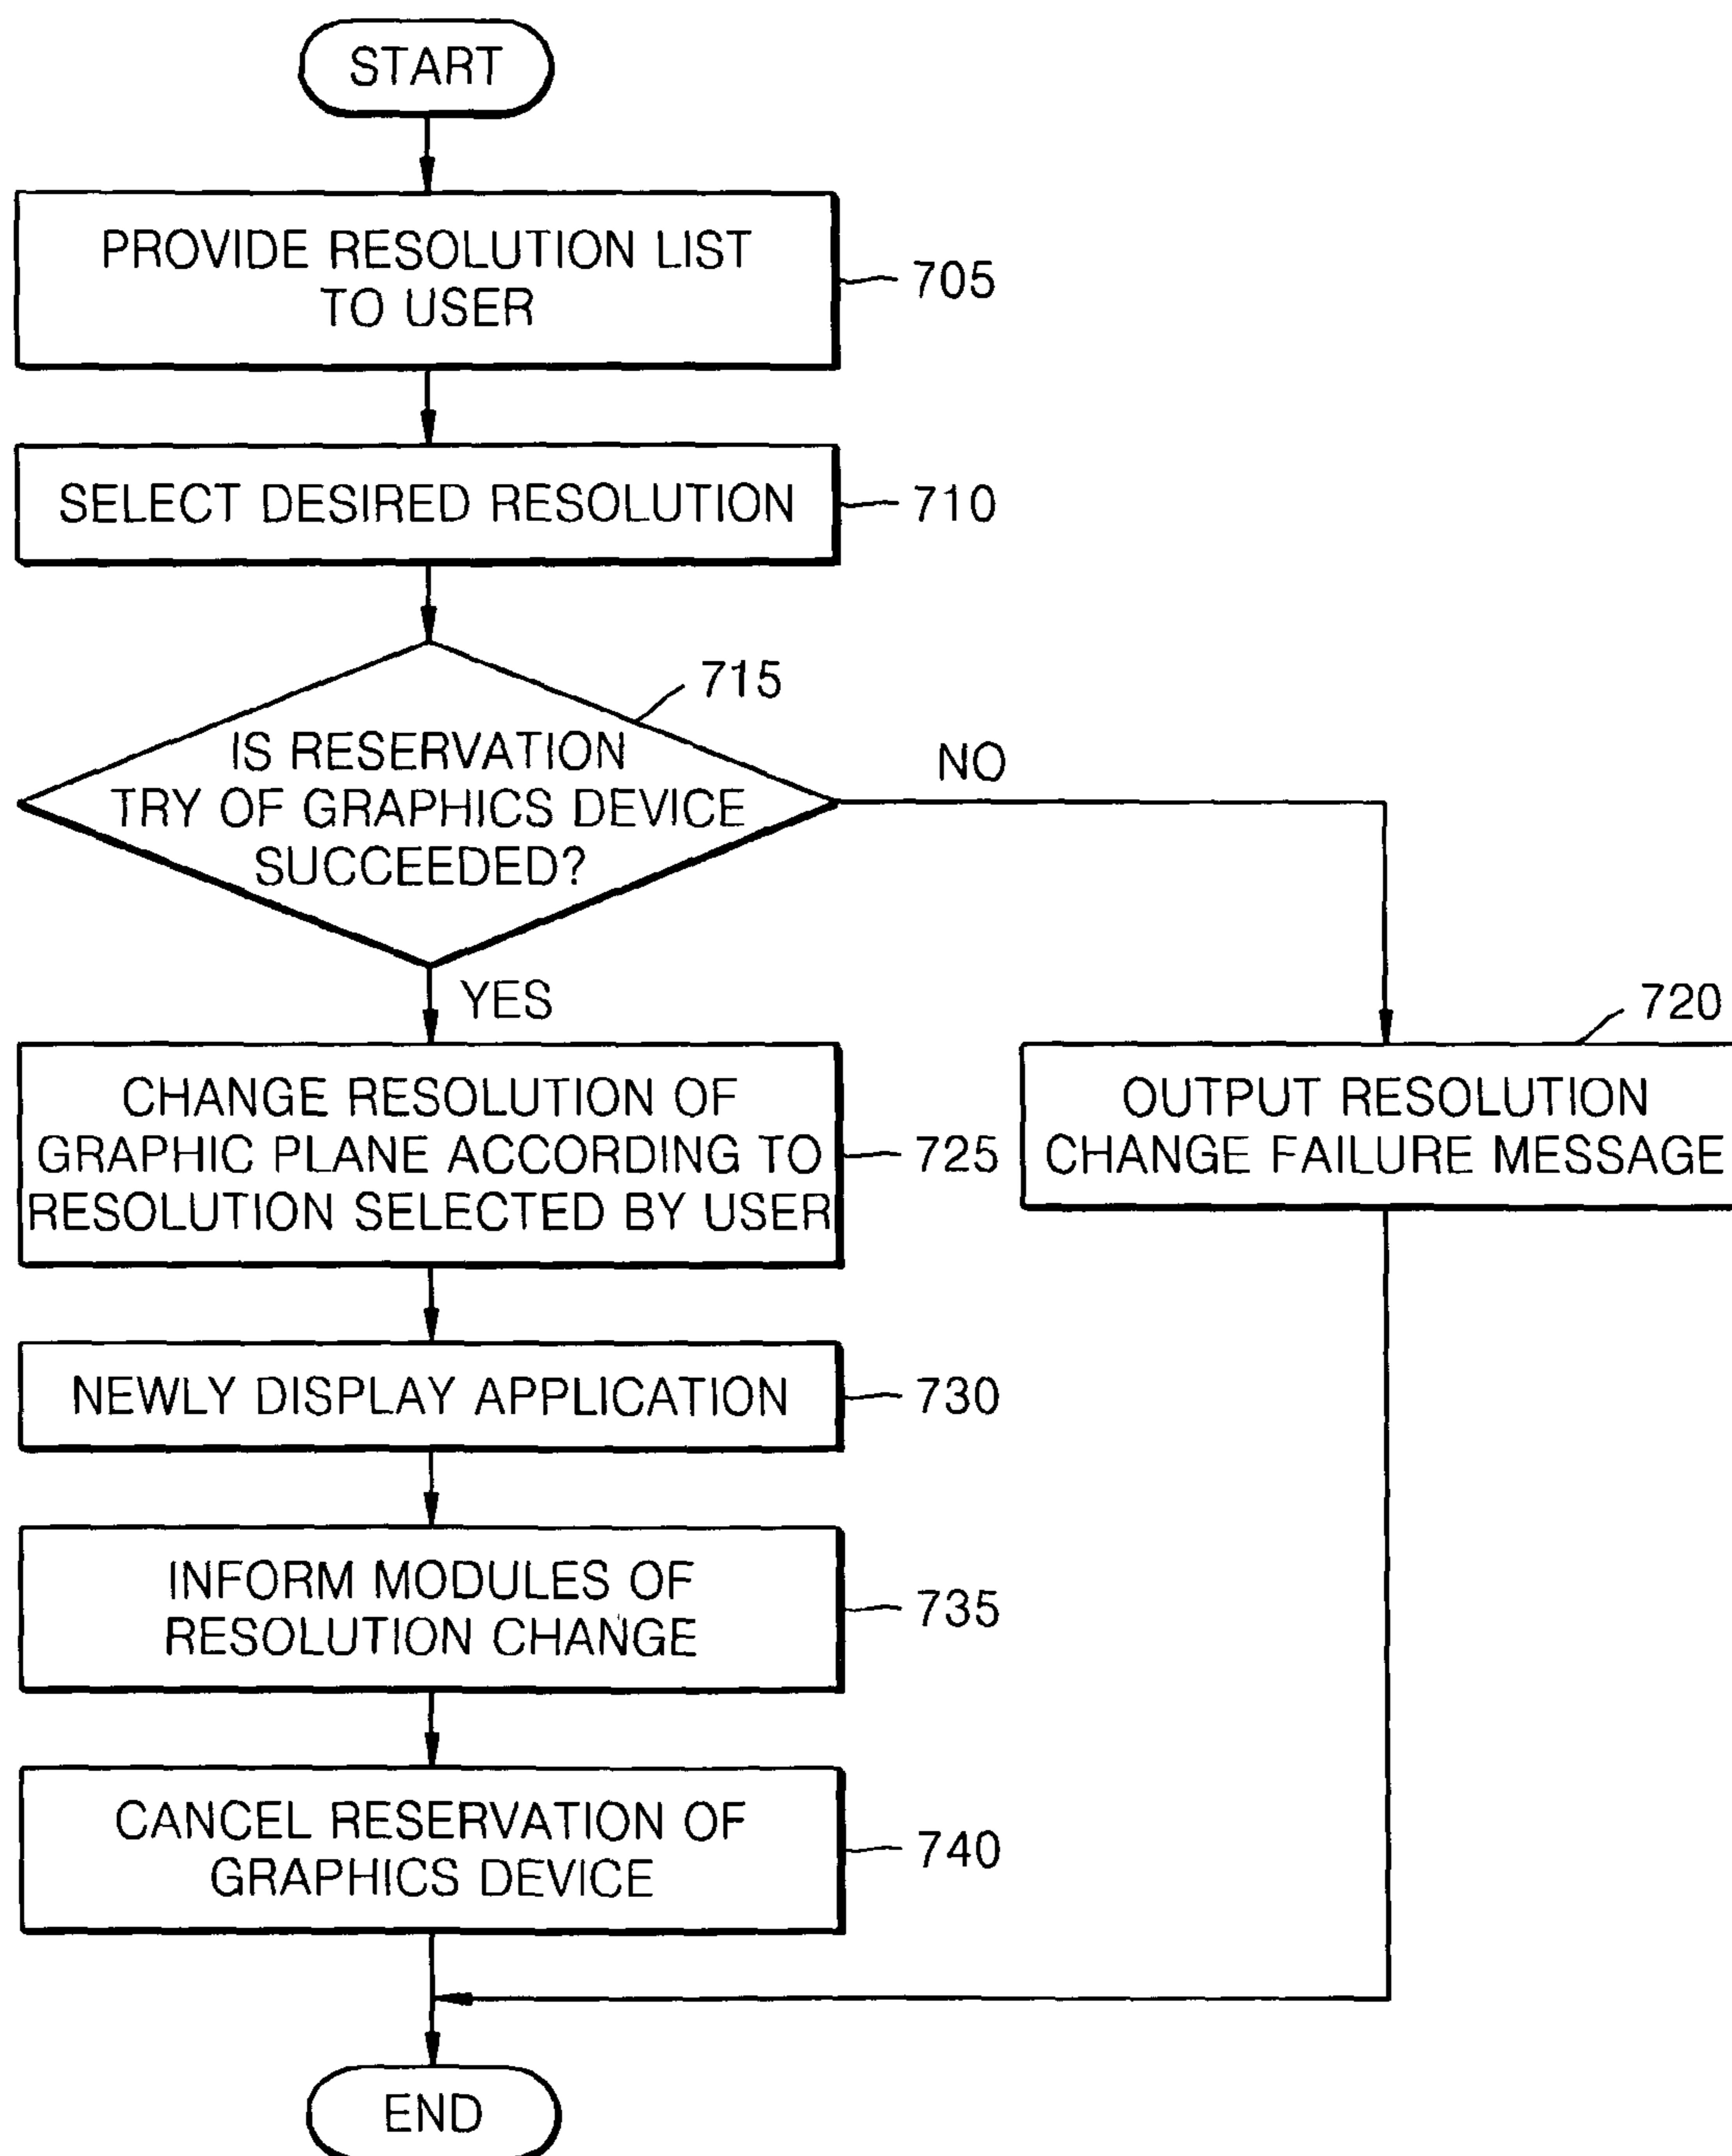 START
PROVIDE RESOLUTION LIST
TO USER
705
SELECT DESIRED RESOLUTION
710
715
IS RESERVATION
TRY OF GRAPHICS DEVICE
SUCCEEDED?
NO
YES
720
CHANGE RESOLUTION OF
GRAPHIC PLANE ACCORDING TO
RESOLUTION SELECTED BY USER
725
OUTPUT RESOLUTION
CHANGE FAILURE MESSAGE
NEWLY DISPLAY APPLICATION
730
INFORM MODULES OF
RESOLUTION CHANGE
735
CANCEL RESERVATION OF
GRAPHICS DEVICE
740
END